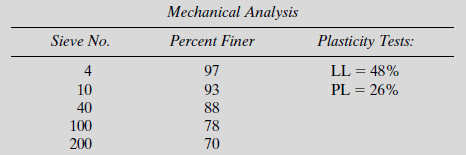 Mechanical Analysis
Sieve No. Percent Finer Plasticity Tests:
4 97 LL = 48%
10 93 PL = 26%
40 88
100 78
200 70